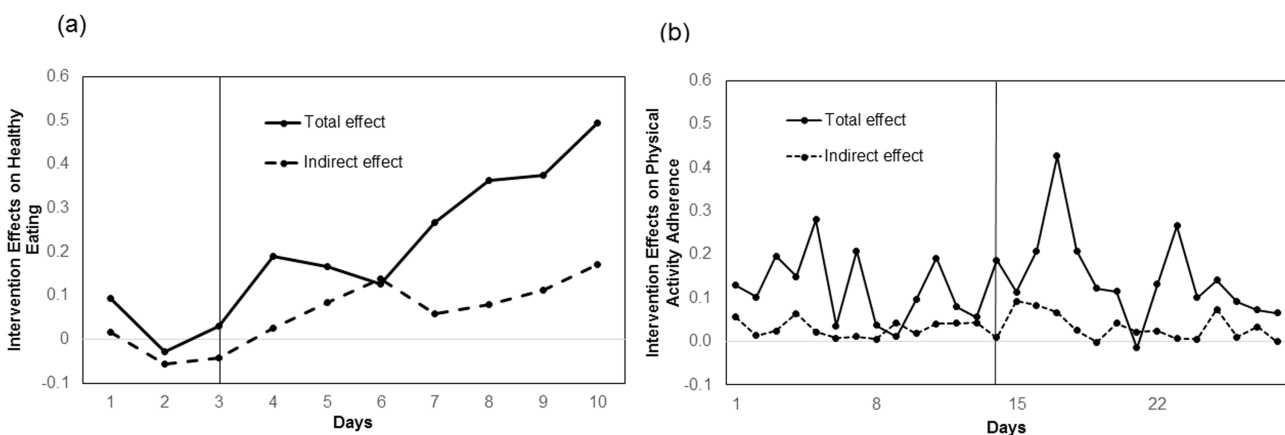 (a)
Intervention Effects on Healthy
Eating
0.6
0.5
0.4
0.3
0.2
0.1
0
-0.1
Total effect
Indirect effect
1 2 3 4 5 6 7 8 9 10
Days
(b)
Intervention Effects on Physical
Activity Adherence
0.6
0.5
0.4
0.3
0.2
0.1
0.0
-0.1
Total effect
Indirect effect
1 8 15 22
Days